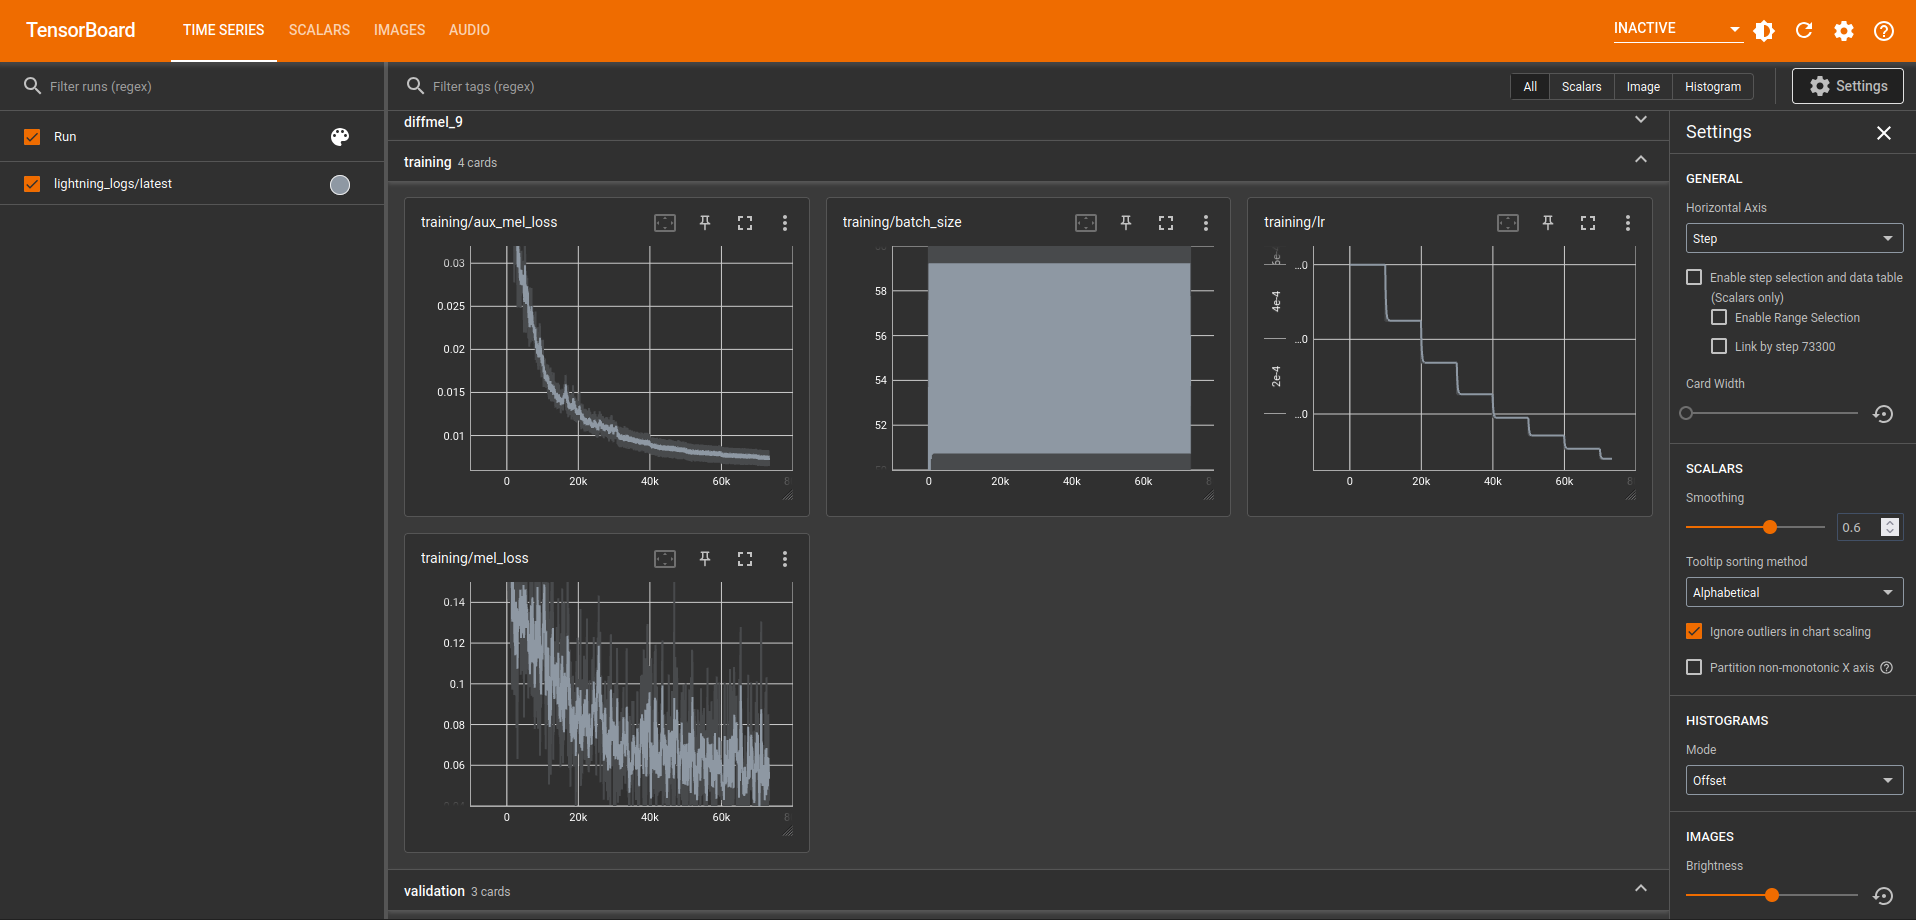 TensorBoard TIME SERIES SCALARS IMAGES AUDIO INACTIVE
Filter runs (regex)
Run
lightning_logs/latest
Filter tags (regex) All Scalars Image Histogram Settings
diffmel_9
training 4 cards
training/aux_mel_loss
0.03
0.025
0.02
0.015
0.01
0 20k 40k 60k 8
training/batch_size
58
56
54
52
0 20k 40k 60k 8
training/lr
...0
4e-4
...0
2e-4
...0
0 20k 40k 60k 8
training/mel_loss
0.14
0.12
0.1
0.08
0.06
0 20k 40k 60k 8
validation 3 cards
Settings
GENERAL
Horizontal Axis
Step
Enable step selection and data table
(Scalars only)
Enable Range Selection
Link by step 73300
Card Width
SCALARS
Smoothing
0.6
Tooltip sorting method
Alphabetical
Ignore outliers in chart scaling
Partition non-monotonic X axis
HISTOGRAMS
Mode
Offset
IMAGES
Brightness